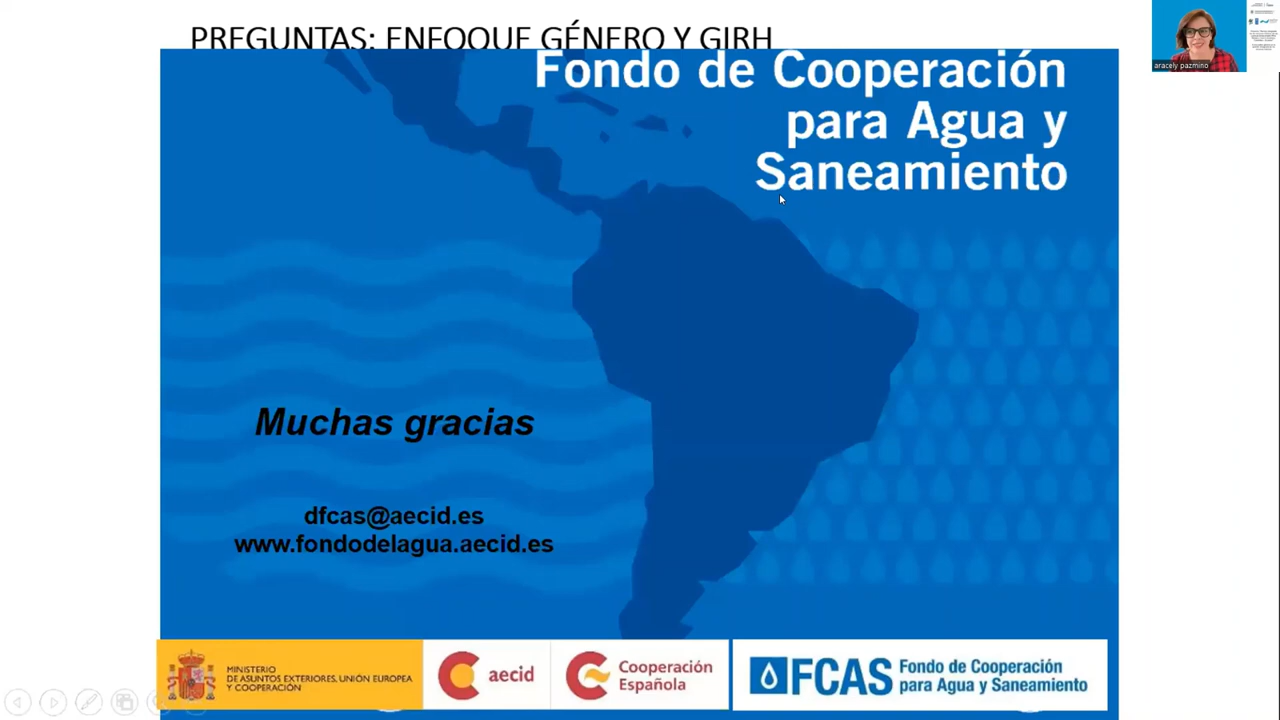 PREGUNTAS: ENFOQUE GÉNERO Y GIRH
Fondo de Cooperación
para Agua y
Saneamiento
aracely pazmino
Muchas gracias
dfcas@aecid.es
www.fondodelagua.aecid.es
MINISTERIO
DE ASUNTOS EXTERIORES, UNIÓN EUROPEA
Y COOPERACIÓN
aecid
Cooperación
Española
FCAS
Fondo de Cooperación
para Agua y Saneamiento